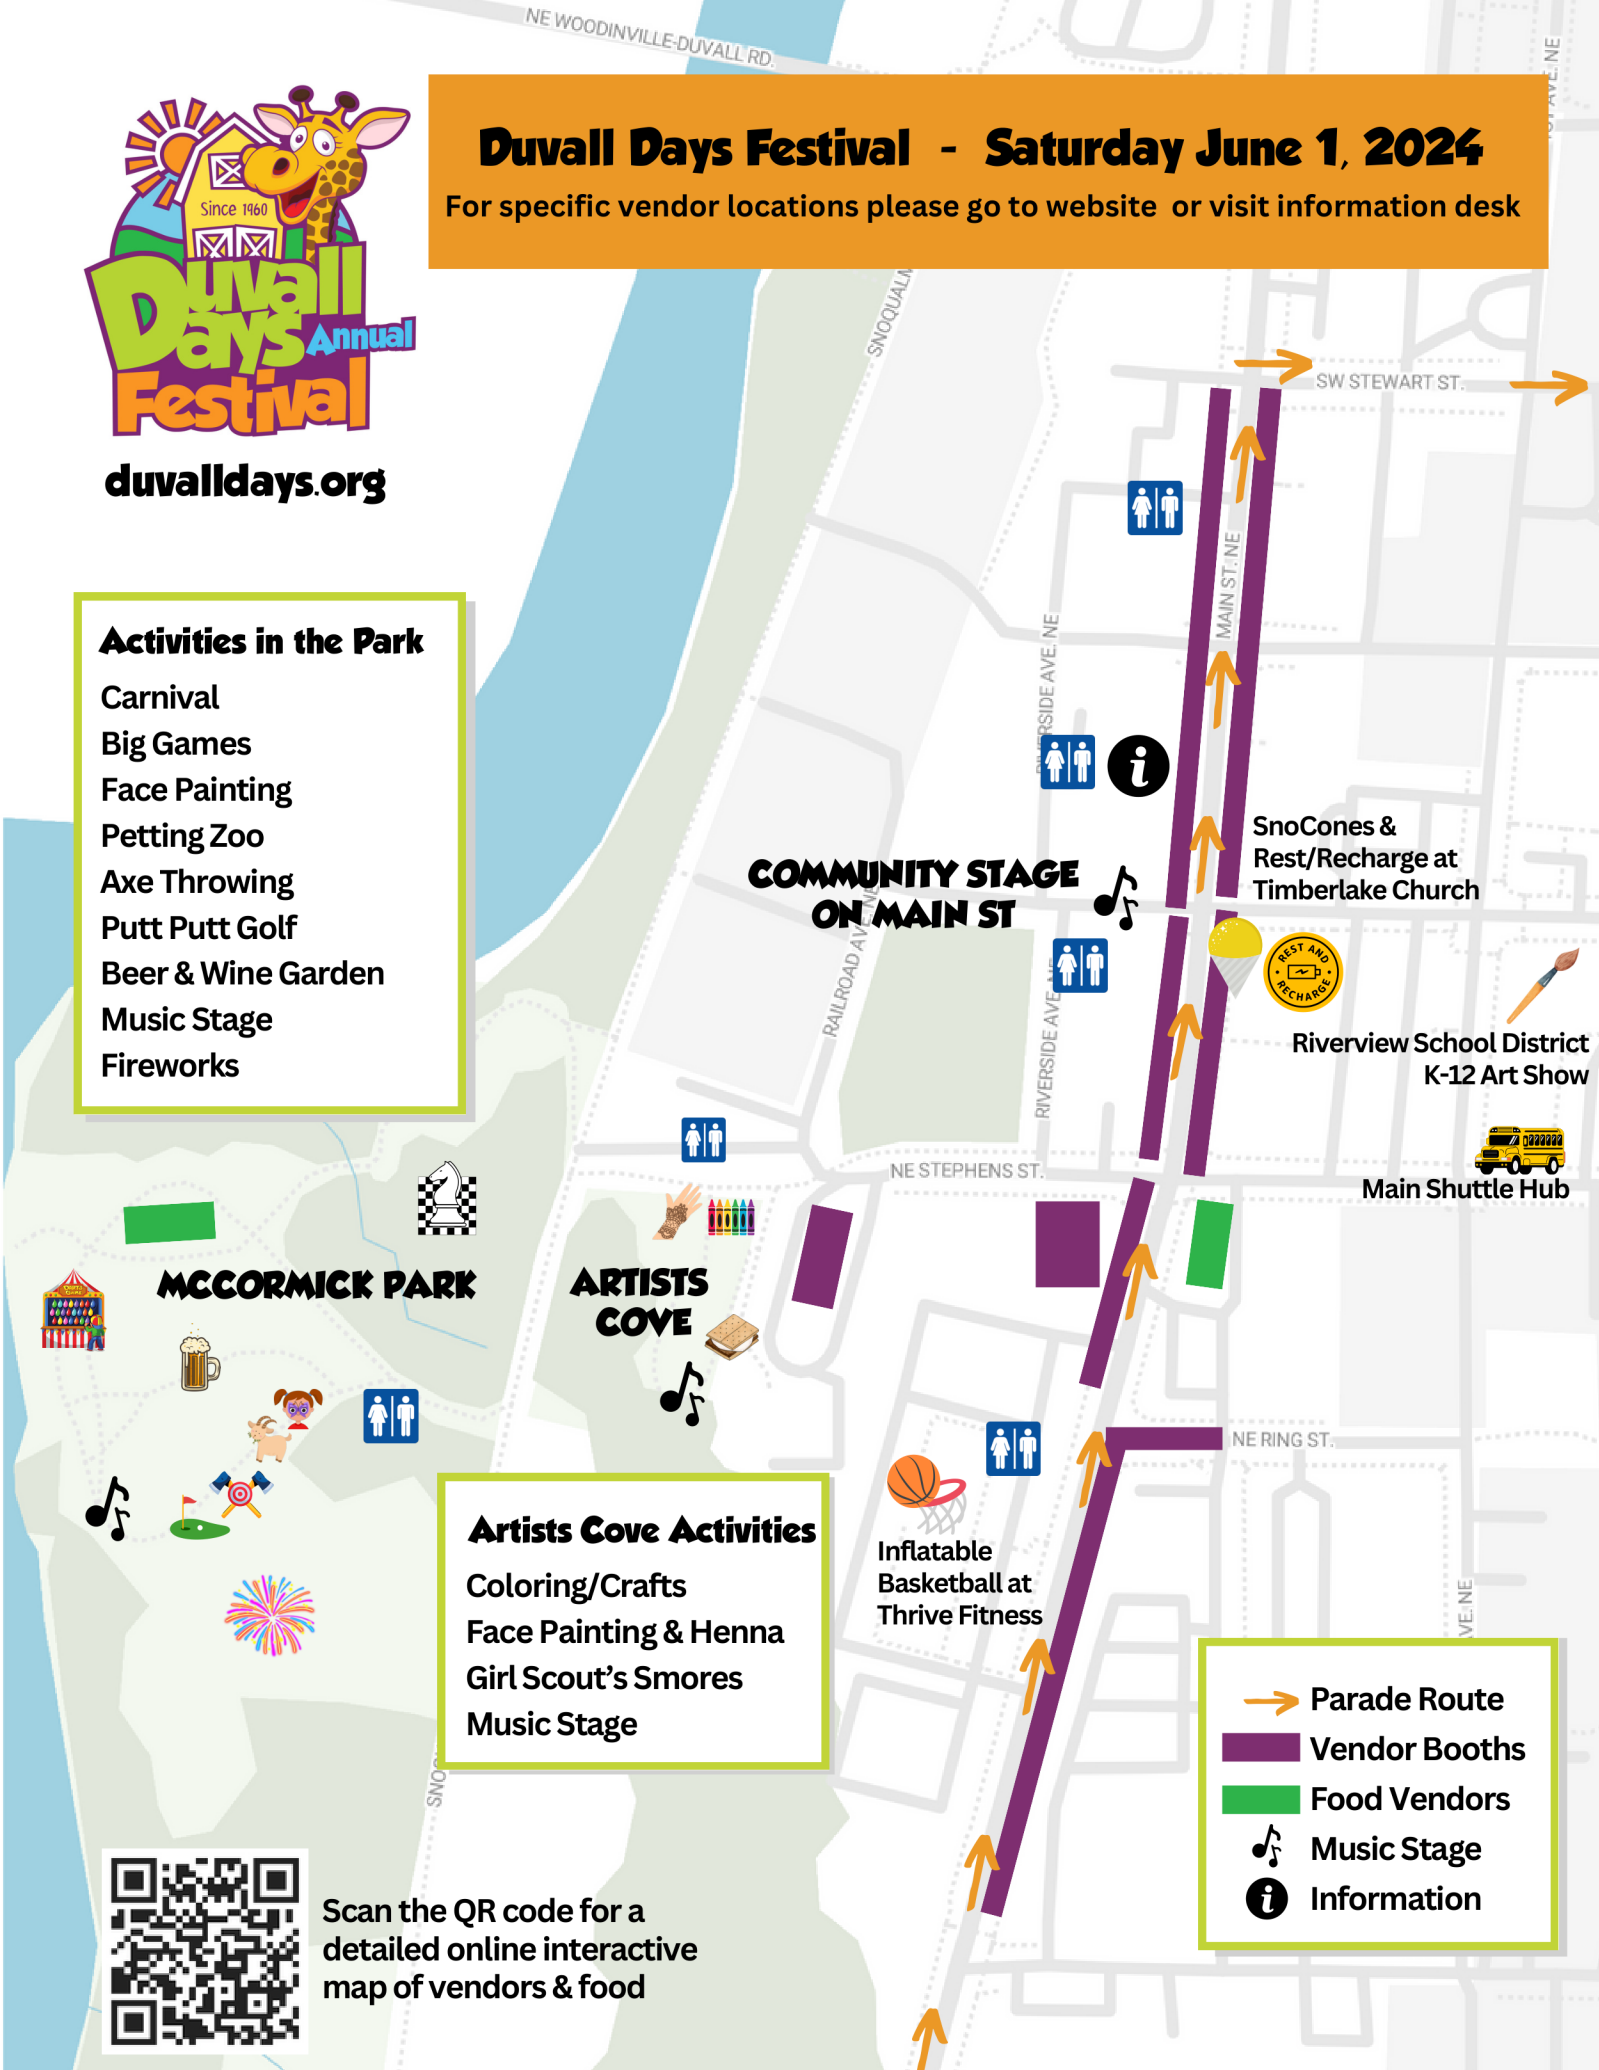 NE WOODINVILLE-DUVALL RD.
AVE. NE
Duvall Days Festival - Saturday June 1, 2024
For specific vendor locations please go to website or visit information desk
Since 1960
Duvall
Days Annual
Festival
duvalldays.org
SW STEWART ST.
MAIN ST. NE
Activities in the Park
Carnival
Big Games
Face Painting
Petting Zoo
Axe Throwing
Putt Putt Golf
Beer & Wine Garden
Music Stage
Fireworks
SnoCones &
Rest/Recharge at
Timberlake Church
COMMUNITY STAGE
ON MAIN ST
REST AND
RECHARGE
RAILROAD AVE. NE
RIVERSIDE AVE. NE
Riverview School District
K-12 Art Show
NE STEPHENS ST.
Main Shuttle Hub
MCCORMICK PARK
ARTISTS
COVE
NE RING ST.
Artists Cove Activities
Coloring/Crafts
Face Painting & Henna
Girl Scout's Smores
Music Stage
Inflatable
Basketball at
Thrive Fitness
Parade Route
Vendor Booths
Food Vendors
Music Stage
Information
Scan the QR code for a
detailed online interactive
map of vendors & food